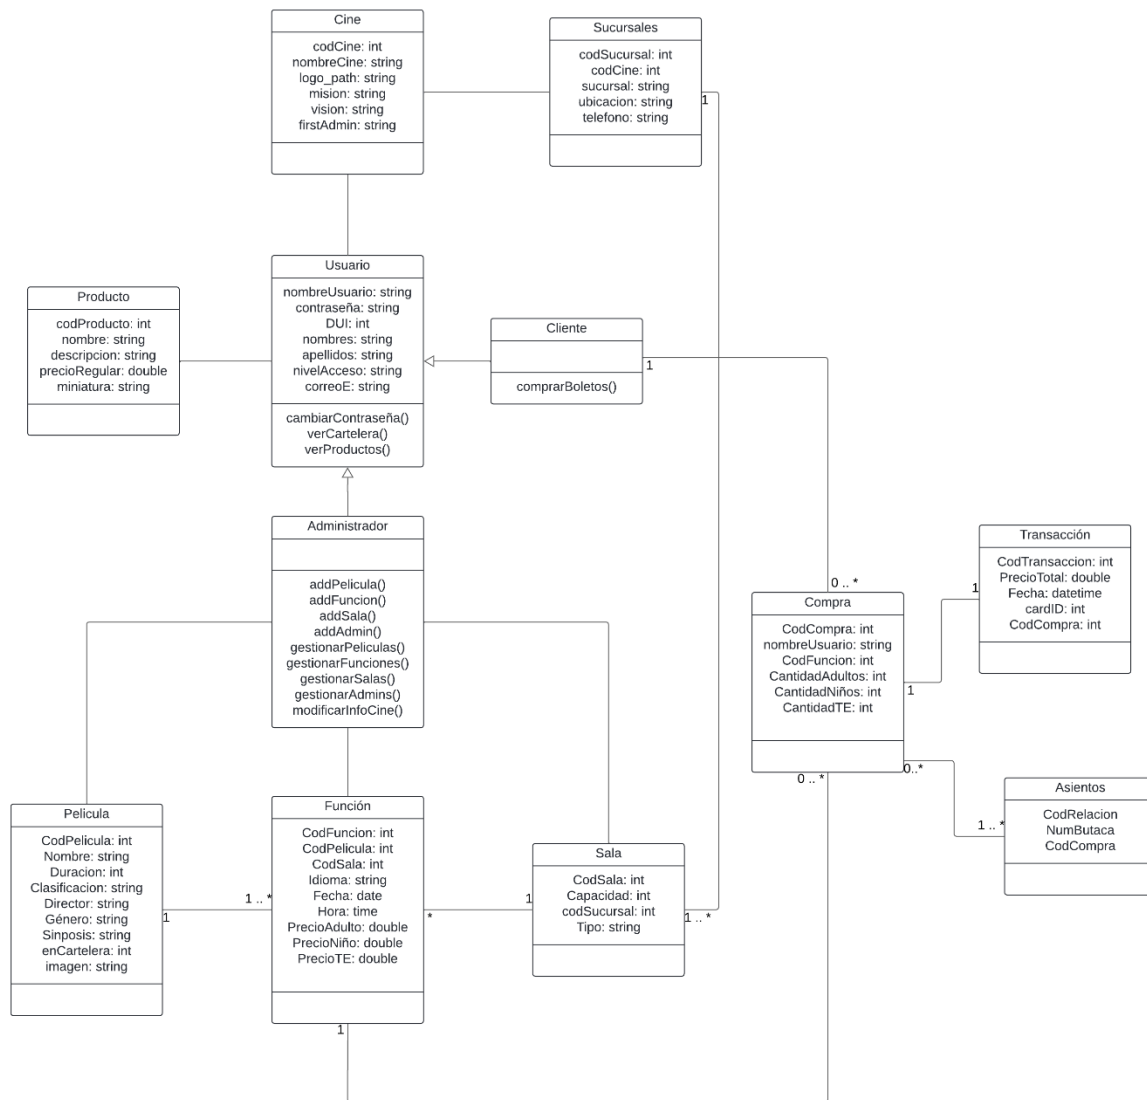 Cine
codCine: int
nombreCine: string
logo_path: string
mision: string
vision: string
firstAdmin: string
Sucursales
codSucursal: int
codCine: int
sucursal: string
ubicacion: string
telefono: string
1
Usuario
nombreUsuario: string
contraseña: string
DUI: int
nombres: string
apellidos: string
nivelAcceso: string
correoE: string
cambiarContraseña()
verCartelera()
verProductos()
Producto
codProducto: int
nombre: string
descripcion: string
precioRegular: double
miniatura: string
Cliente
comprarBoletos()
1
Administrador
addPelicula()
addFuncion()
addSala()
addAdmin()
gestionarPeliculas()
gestionarFunciones()
gestionarSalas()
gestionarAdmins()
modificarInfoCine()
0 .. *
Compra
CodCompra: int
nombreUsuario: string
CodFuncion: int
CantidadAdultos: int
CantidadNiños: int
CantidadTE: int
1
0 .. *
0..*
Transacción
CodTransaccion: int
PrecioTotal: double
Fecha: datetime
cardID: int
CodCompra: int
1
Asientos
CodRelacion
NumButaca
CodCompra
1 .. *
Pelicula
CodPelicula: int
Nombre: string
Duracion: int
Clasificacion: string
Director: string
Género: string
Sinposis: string
enCartelera: int
imagen: string
1
1 .. *
Función
CodFuncion: int
CodPelicula: int
CodSala: int
Idioma: string
Fecha: date
Hora: time
PrecioAdulto: double
PrecioNiño: double
PrecioTE: double
*
1
1
Sala
CodSala: int
Capacidad: int
codSucursal: int
Tipo: string
1 .. *